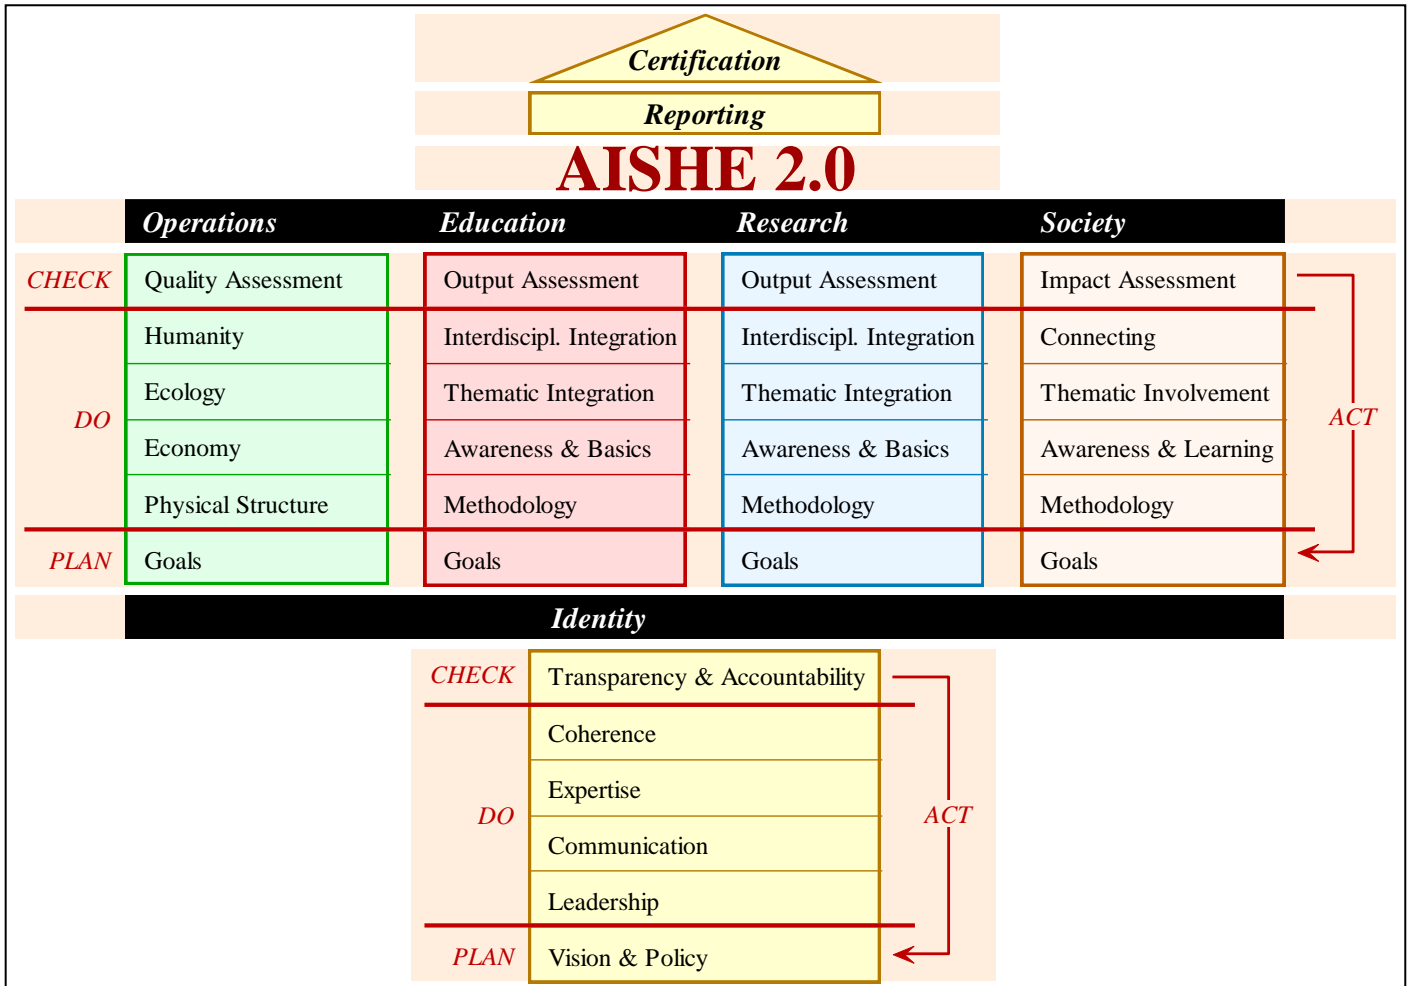 Certification
Reporting
AISHE 2.0
Operations Education Research Society
CHECK Quality Assessment Output Assessment Output Assessment Impact Assessment
Humanity Interdiscipl. Integration Interdiscipl. Integration Connecting
Ecology Thematic Integration Thematic Integration Thematic Involvement
DO ACT
Economy Awareness & Basics Awareness & Basics Awareness & Learning
Physical Structure Methodology Methodology Methodology
PLAN Goals Goals Goals Goals
Identity
CHECK Transparency & Accountability
Coherence
Expertise
DO ACT
Communication
Leadership
PLAN Vision & Policy